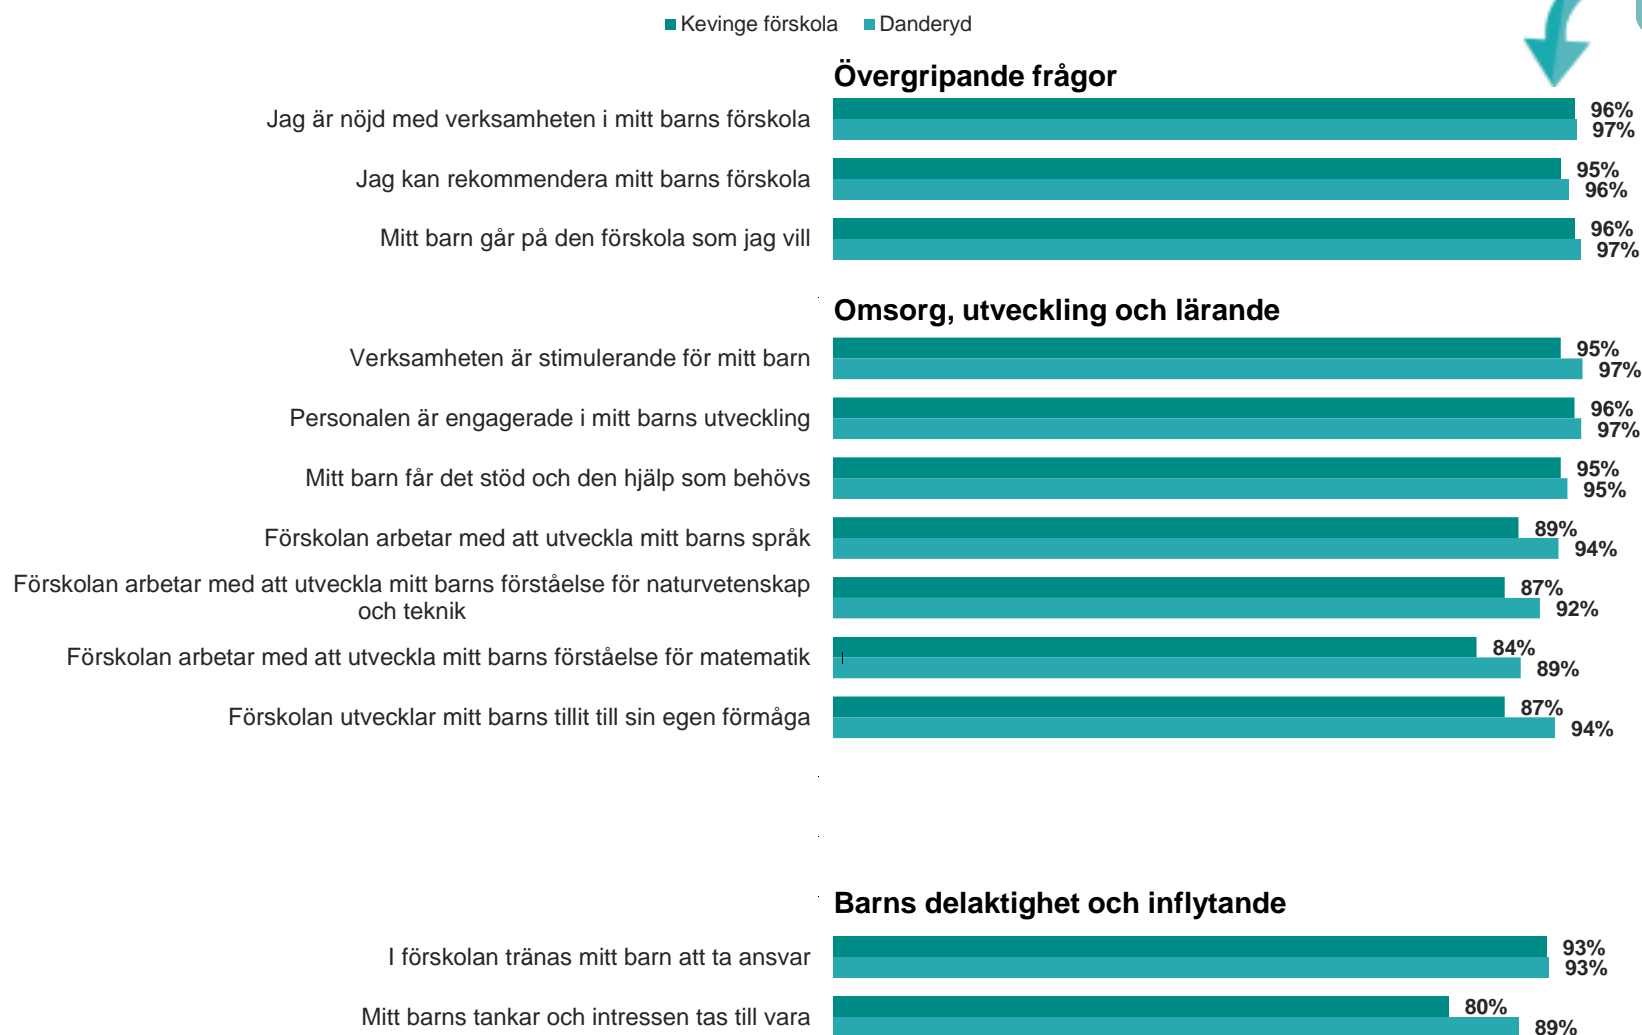 Kevinge förskola Danderyd
Övergripande frågor
Jag är nöjd med verksamheten i mitt barns förskola
96%
97%
Jag kan rekommendera mitt barns förskola
95%
96%
Mitt barn går på den förskola som jag vill
96%
97%
Omsorg, utveckling och lärande
Verksamheten är stimulerande för mitt barn
95%
97%
Personalen är engagerade i mitt barns utveckling
96%
97%
Mitt barn får det stöd och den hjälp som behövs
95%
95%
Förskolan arbetar med att utveckla mitt barns språk
89%
94%
Förskolan arbetar med att utveckla mitt barns förståelse för naturvetenskap
och teknik
87%
92%
Förskolan arbetar med att utveckla mitt barns förståelse för matematik
84%
89%
Förskolan utvecklar mitt barns tillit till sin egen förmåga
87%
94%
Barns delaktighet och inflytande
I förskolan tränas mitt barn att ta ansvar
93%
93%
Mitt barns tankar och intressen tas till vara
80%
89%